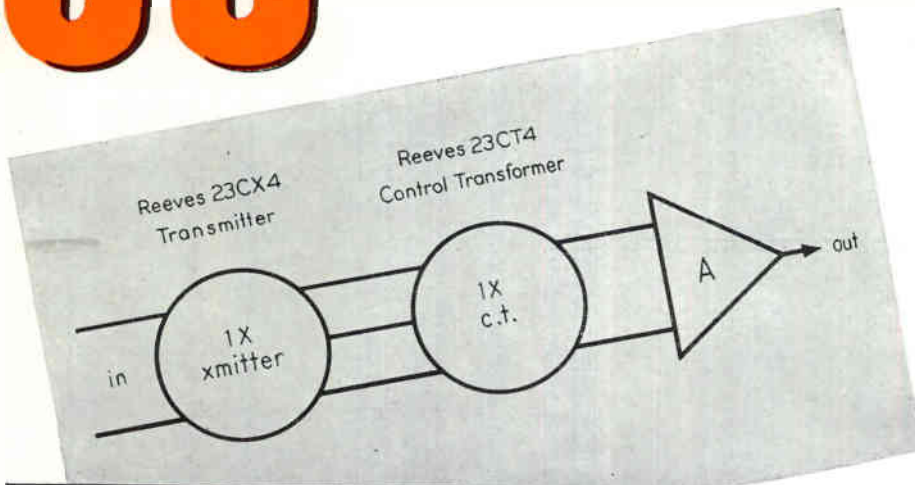 Reeves 23CX4
Transmitter
Reeves 23CT4
Control Transformer
in
1X
xmitter
1X
c.t.
A
out